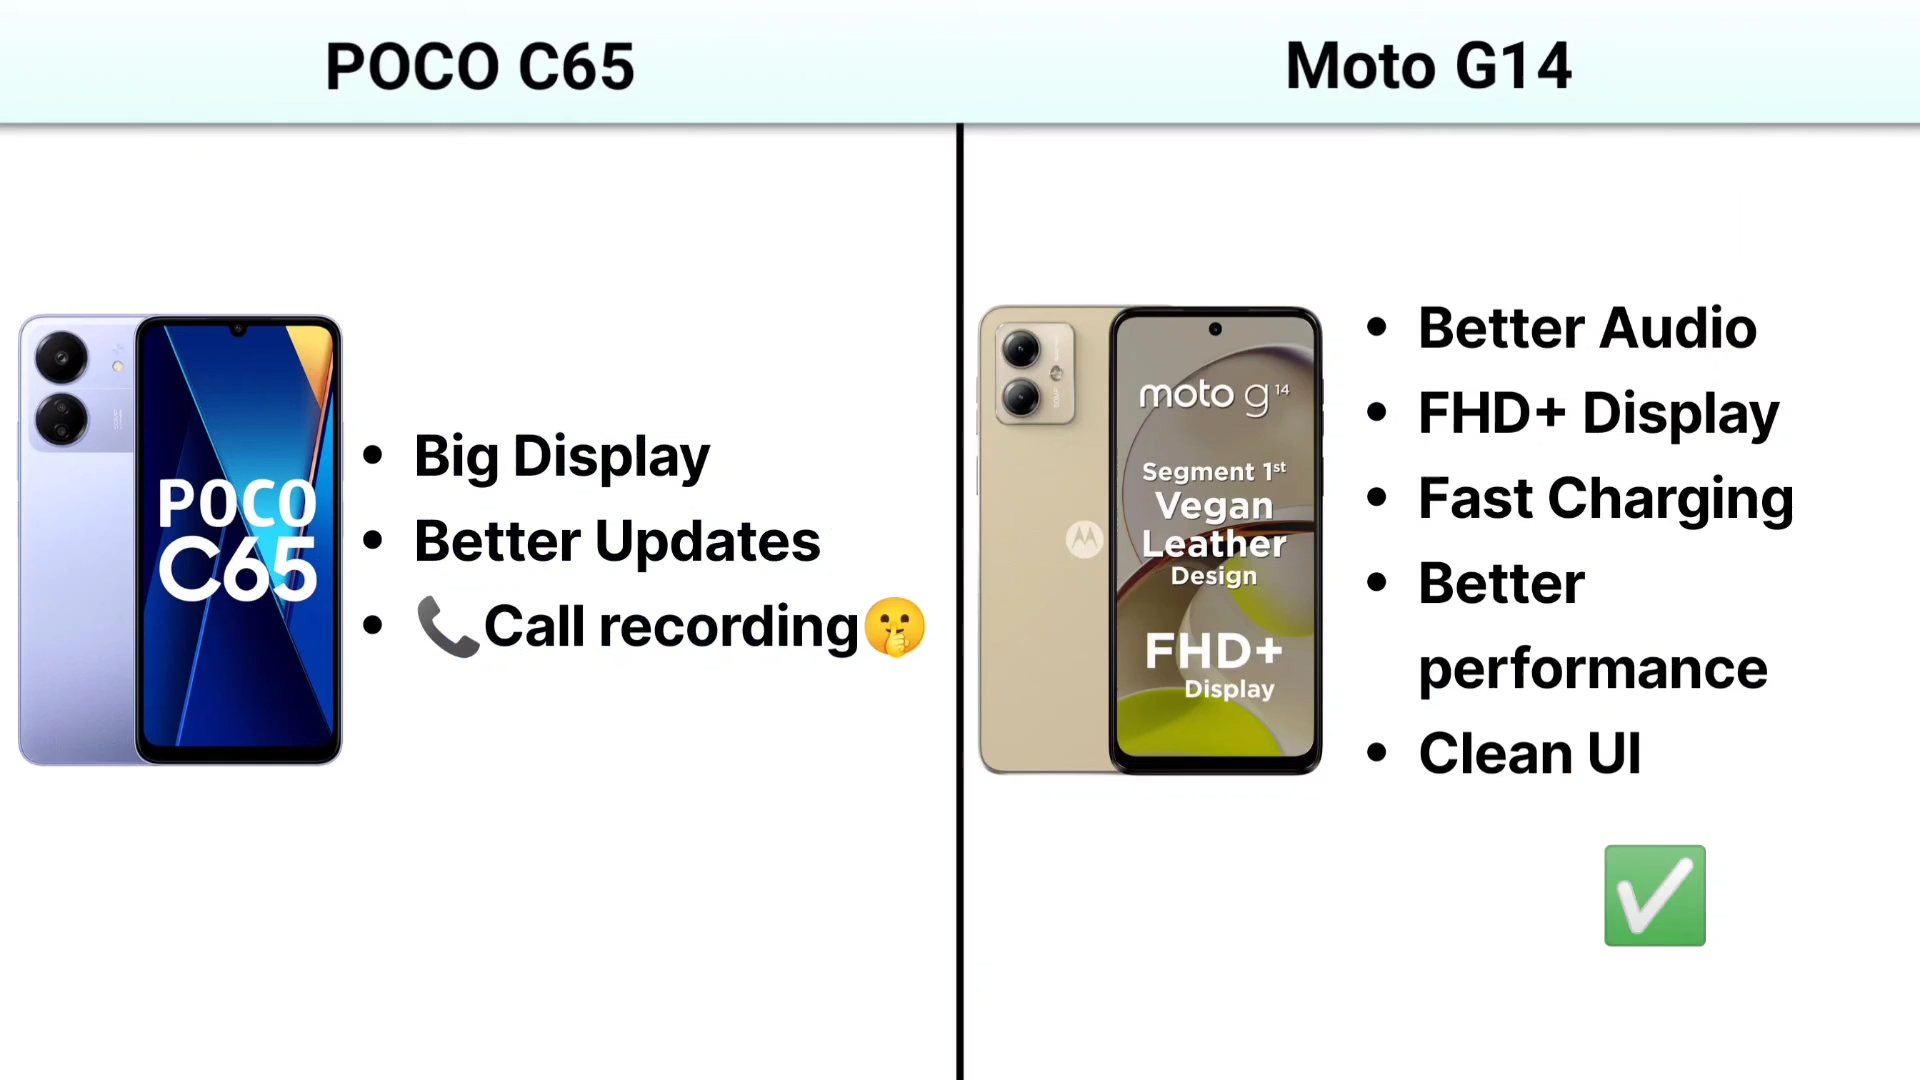 POCO C65
Moto G14
POCO
C65
• Big Display
• Better Updates
• 📞Call recording🤫
moto g 14
Segment 1st
Vegan
Leather
Design
FHD+
Display
• Better Audio
• FHD+ Display
• Fast Charging
• Better
performance
• Clean UI
✅